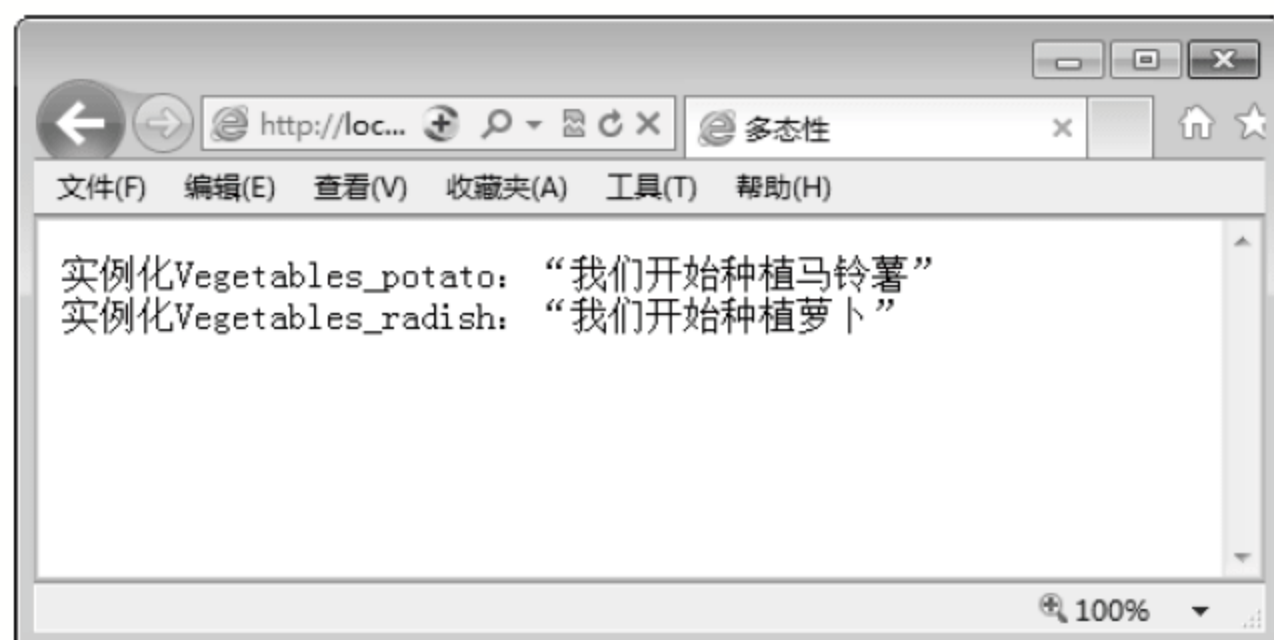 http://loc...
多态性
文件(F) 编辑(E) 查看(V) 收藏夹(A) 工具(T) 帮助(H)
实例化Vegetables_potato：“我们开始种植马铃薯”
实例化Vegetables_radish：“我们开始种植萝卜”
100%